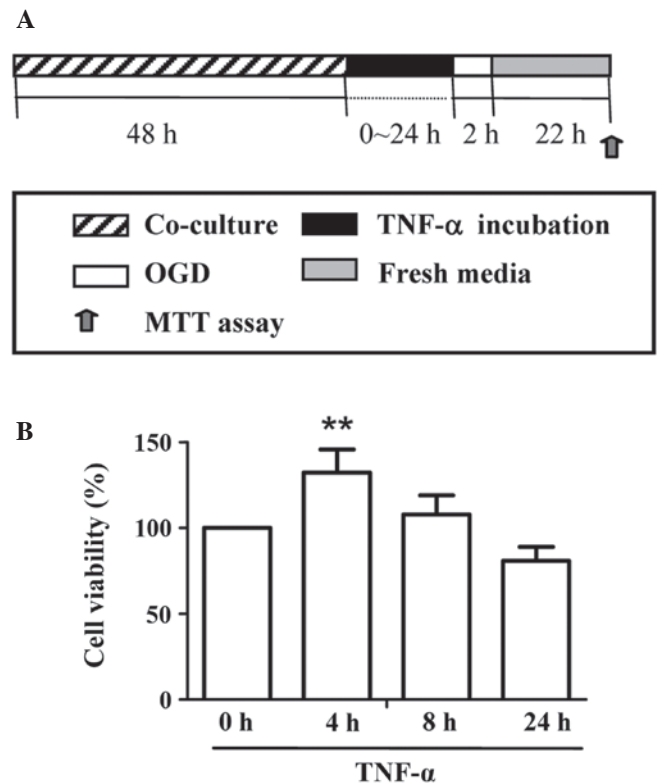 A
48 h 0~24 h 2 h 22 h
Co-culture TNF-α incubation
OGD Fresh media
MTT assay
B
**
Cell viability (%)
150
100
50
0
0 h 4 h 8 h 24 h
TNF-α